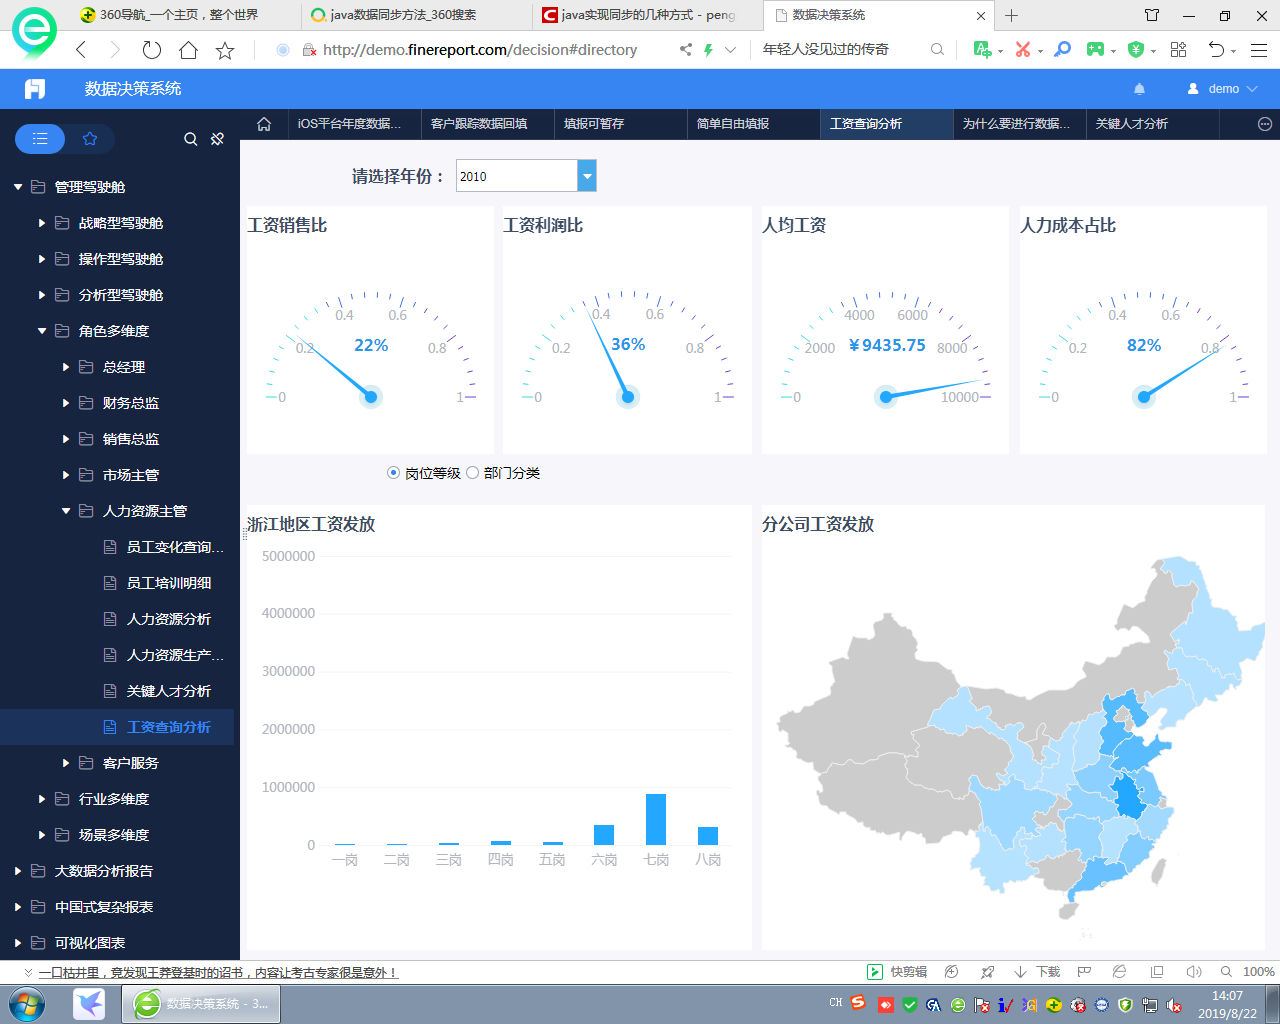 360导航_一个主页，整个世界
java数据同步方法_360搜索
java实现同步的几种方式 - peng
数据决策系统
http://demo.finereport.com/decision#directory
年轻人没见过的传奇
数据决策系统
demo
iOS平台年度数据...
客户跟踪数据回填
填报可暂存
简单自由填报
工资查询分析
为什么要进行数据...
关键人才分析
管理驾驶舱
战略型驾驶舱
操作型驾驶舱
分析型驾驶舱
角色多维度
总经理
财务总监
销售总监
市场主管
人力资源主管
员工变化查询...
员工培训明细
人力资源分析
人力资源生产...
关键人才分析
工资查询分析
客户服务
行业多维度
场景多维度
大数据分析报告
中国式复杂报表
可视化图表
请选择年份：
2010
工资销售比
0
0.2
0.4
0.6
0.8
1
22%
工资利润比
0
0.2
0.4
0.6
0.8
1
36%
人均工资
0
2000
4000
6000
8000
10000
￥9435.75
人力成本占比
0
0.2
0.4
0.6
0.8
1
82%
岗位等级
部门分类
浙江地区工资发放
5000000
4000000
3000000
2000000
1000000
0
一岗
二岗
三岗
四岗
五岗
六岗
七岗
八岗
分公司工资发放
一口枯井里，竟发现王莽登基时的诏书，内容让考古专家很是意外！
快剪辑
下载
100%
数据决策系统 - 3...
CH
14:07
2019/8/22